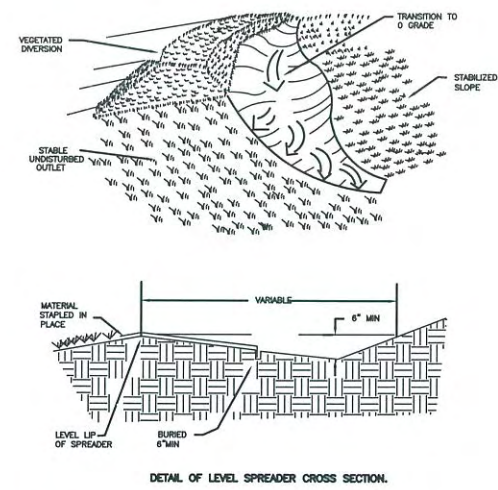 TRANSITION TO
0 GRADE
VEGETATED
DIVERSION
STABILIZED
SLOPE
STABLE
UNDISTURBED
OUTLET
MATERIAL
STAPLED IN
PLACE
VARIABLE
6" MIN
LEVEL LIP
OF SPREADER
BURIED
6"MIN
DETAIL OF LEVEL SPREADER CROSS SECTION.